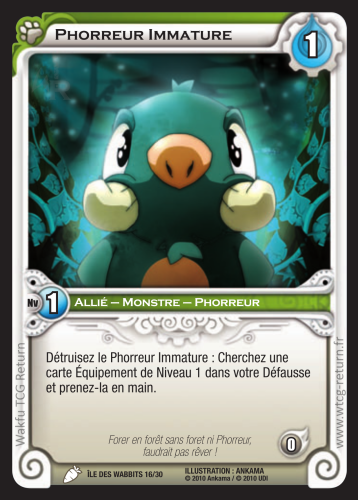 Phorreur Immature
1
Nv 1
Allié – Monstre – Phorreur
Détruisez le Phorreur Immature : Cherchez une
carte Équipement de Niveau 1 dans votre Défausse
et prenez-la en main.
Forer en forêt sans foret ni Phorreur,
faudrait pas rêver !
0
ÎLE DES WABBITS 16/30
ILLUSTRATION : ANKAMA
© 2010 Ankama / © 2010 UDE
Wakfu TCG Return
www.wtcg-return.fr